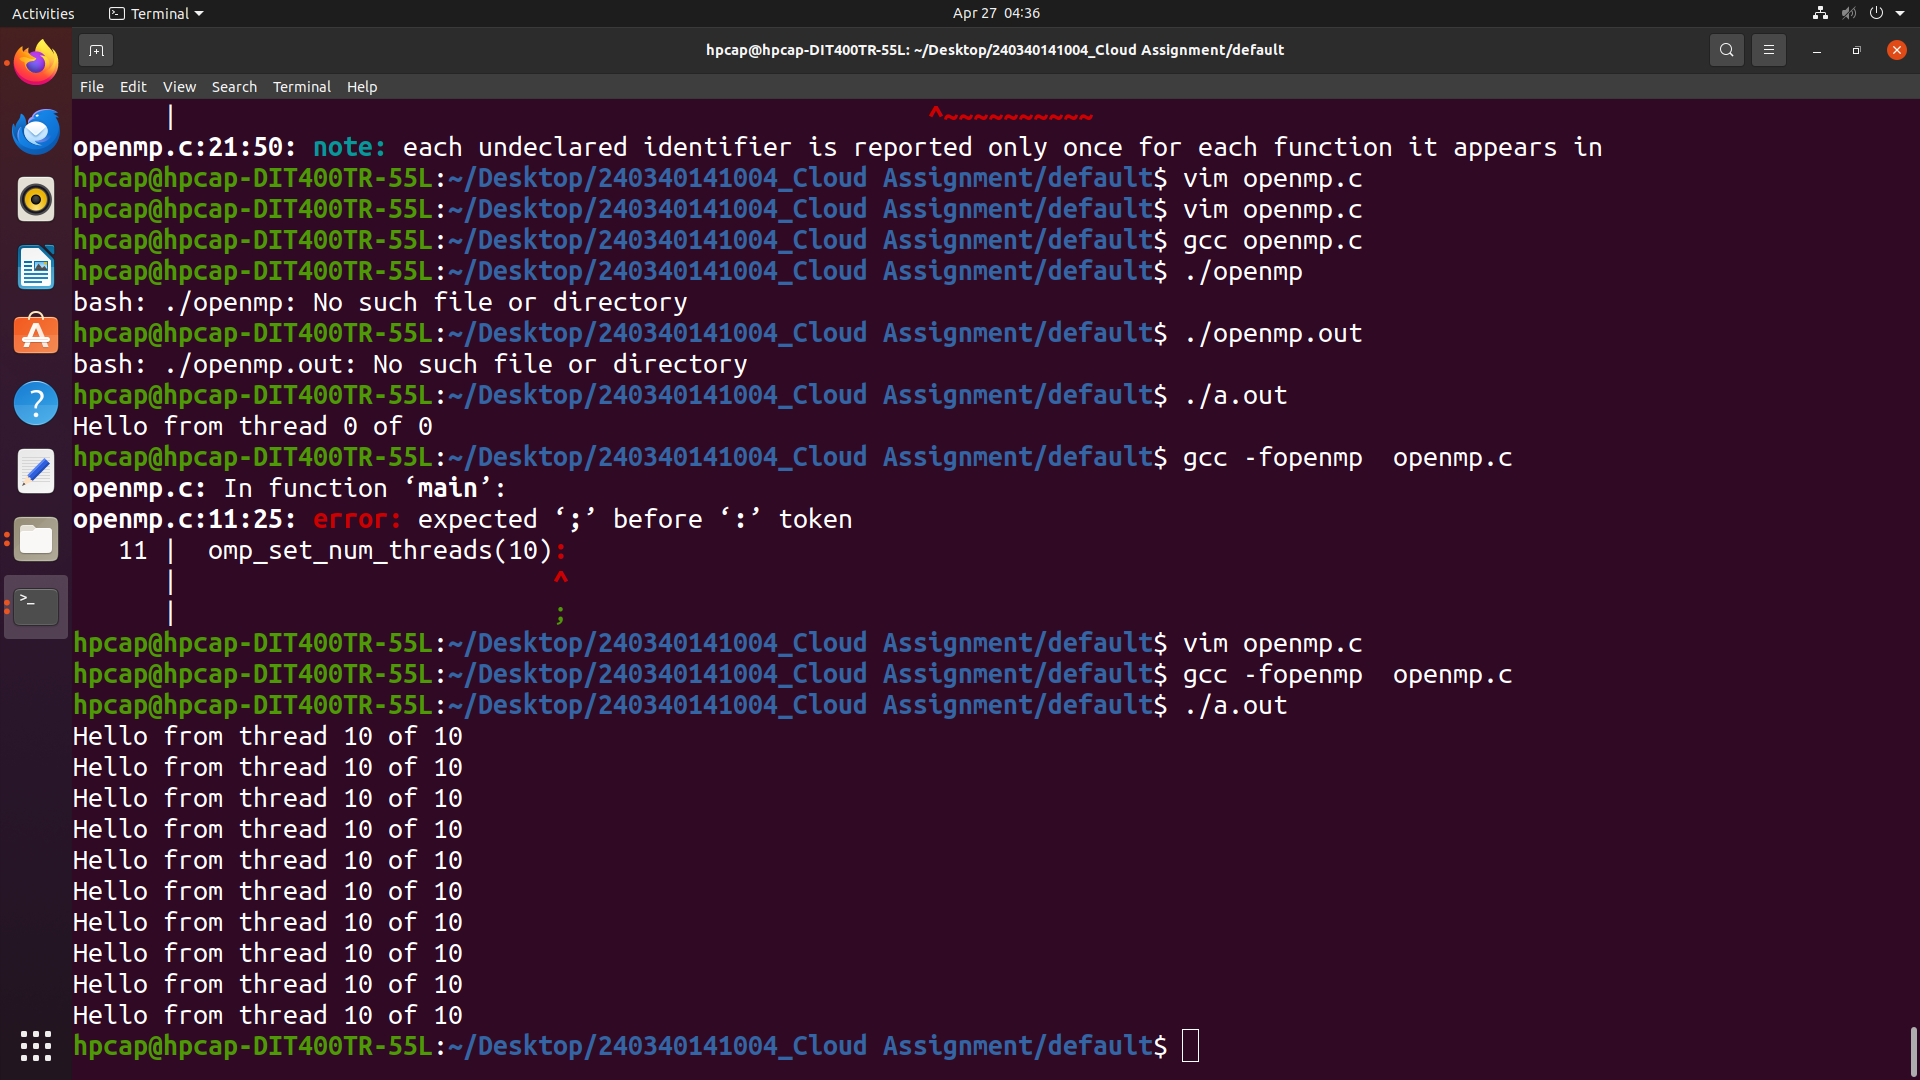 Activities Terminal Apr 27 04:36
hpcap@hpcap-DIT400TR-55L: ~/Desktop/240340141004_Cloud Assignment/default
File Edit View Search Terminal Help
| ^~~~~~~~~~~
openmp.c:21:50: note: each undeclared identifier is reported only once for each function it appears in
hpcap@hpcap-DIT400TR-55L:~/Desktop/240340141004_Cloud Assignment/default$ vim openmp.c
hpcap@hpcap-DIT400TR-55L:~/Desktop/240340141004_Cloud Assignment/default$ vim openmp.c
hpcap@hpcap-DIT400TR-55L:~/Desktop/240340141004_Cloud Assignment/default$ gcc openmp.c
hpcap@hpcap-DIT400TR-55L:~/Desktop/240340141004_Cloud Assignment/default$ ./openmp
bash: ./openmp: No such file or directory
hpcap@hpcap-DIT400TR-55L:~/Desktop/240340141004_Cloud Assignment/default$ ./openmp.out
bash: ./openmp.out: No such file or directory
hpcap@hpcap-DIT400TR-55L:~/Desktop/240340141004_Cloud Assignment/default$ ./a.out
Hello from thread 0 of 0
hpcap@hpcap-DIT400TR-55L:~/Desktop/240340141004_Cloud Assignment/default$ gcc -fopenmp  openmp.c
openmp.c: In function ‘main’:
openmp.c:11:25: error: expected ‘;’ before ‘:’ token
   11 |  omp_set_num_threads(10):
      |                         ^
      |                         ;
hpcap@hpcap-DIT400TR-55L:~/Desktop/240340141004_Cloud Assignment/default$ vim openmp.c
hpcap@hpcap-DIT400TR-55L:~/Desktop/240340141004_Cloud Assignment/default$ gcc -fopenmp  openmp.c
hpcap@hpcap-DIT400TR-55L:~/Desktop/240340141004_Cloud Assignment/default$ ./a.out
Hello from thread 10 of 10
Hello from thread 10 of 10
Hello from thread 10 of 10
Hello from thread 10 of 10
Hello from thread 10 of 10
Hello from thread 10 of 10
Hello from thread 10 of 10
Hello from thread 10 of 10
Hello from thread 10 of 10
Hello from thread 10 of 10
hpcap@hpcap-DIT400TR-55L:~/Desktop/240340141004_Cloud Assignment/default$